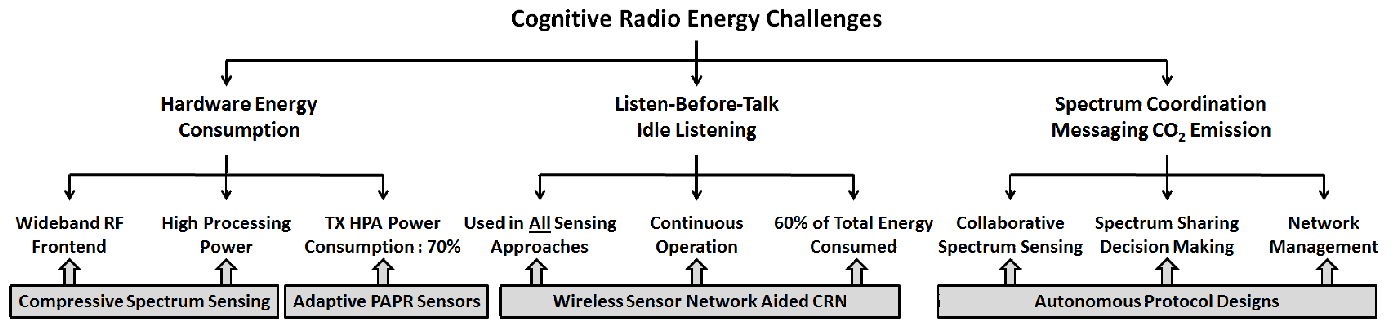 Cognitive Radio Energy Challenges
Hardware Energy
Consumption
Listen-Before-Talk
Idle Listening
Spectrum Coordination
Messaging CO₂ Emission
Wideband RF
Frontend
High Processing
Power
TX HPA Power
Consumption : 70%
Used in All Sensing
Approaches
Continuous
Operation
60% of Total Energy
Consumed
Collaborative
Spectrum Sensing
Spectrum Sharing
Decision Making
Network
Management
Compressive Spectrum Sensing
Adaptive PAPR Sensors
Wireless Sensor Network Aided CRN
Autonomous Protocol Designs